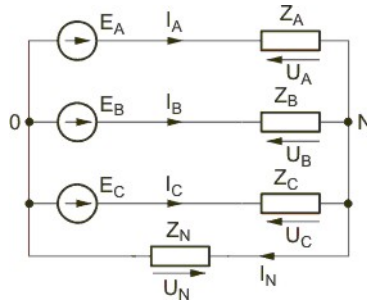 E_A I_A Z_A
U_A
0 E_B I_B Z_B N
U_B
E_C I_C Z_C
U_C
Z_N
U_N I_N